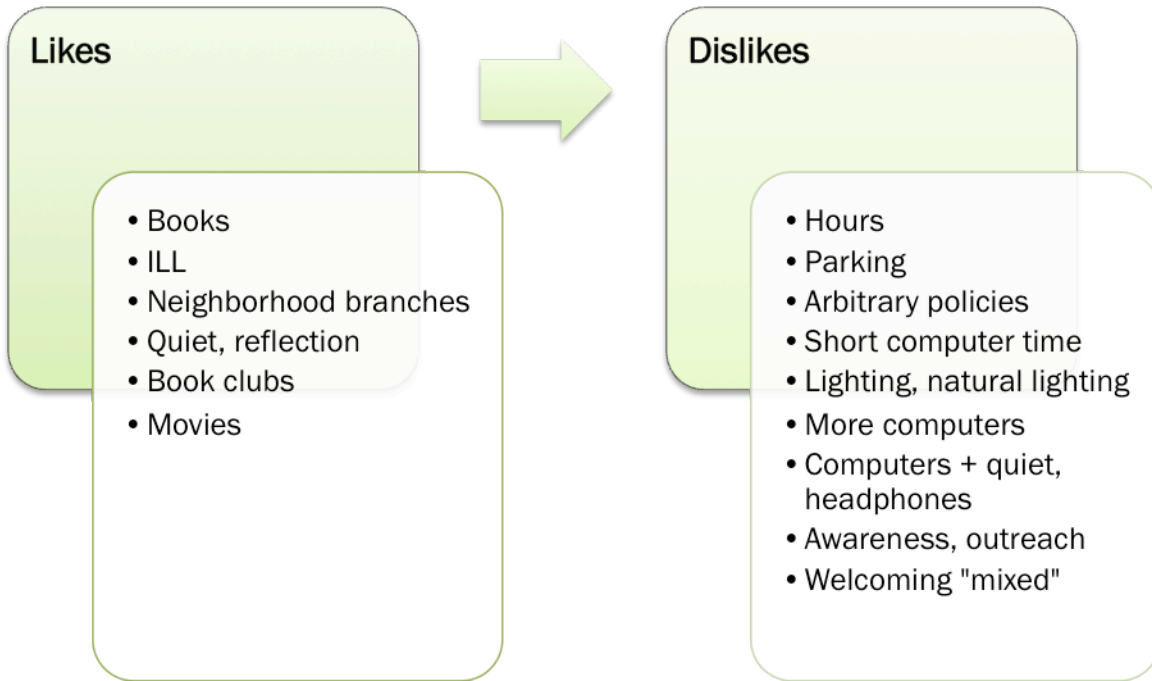 Likes
• Books
• ILL
• Neighborhood branches
• Quiet, reflection
• Book clubs
• Movies
Dislikes
• Hours
• Parking
• Arbitrary policies
• Short computer time
• Lighting, natural lighting
• More computers
• Computers + quiet,
headphones
• Awareness, outreach
• Welcoming "mixed"